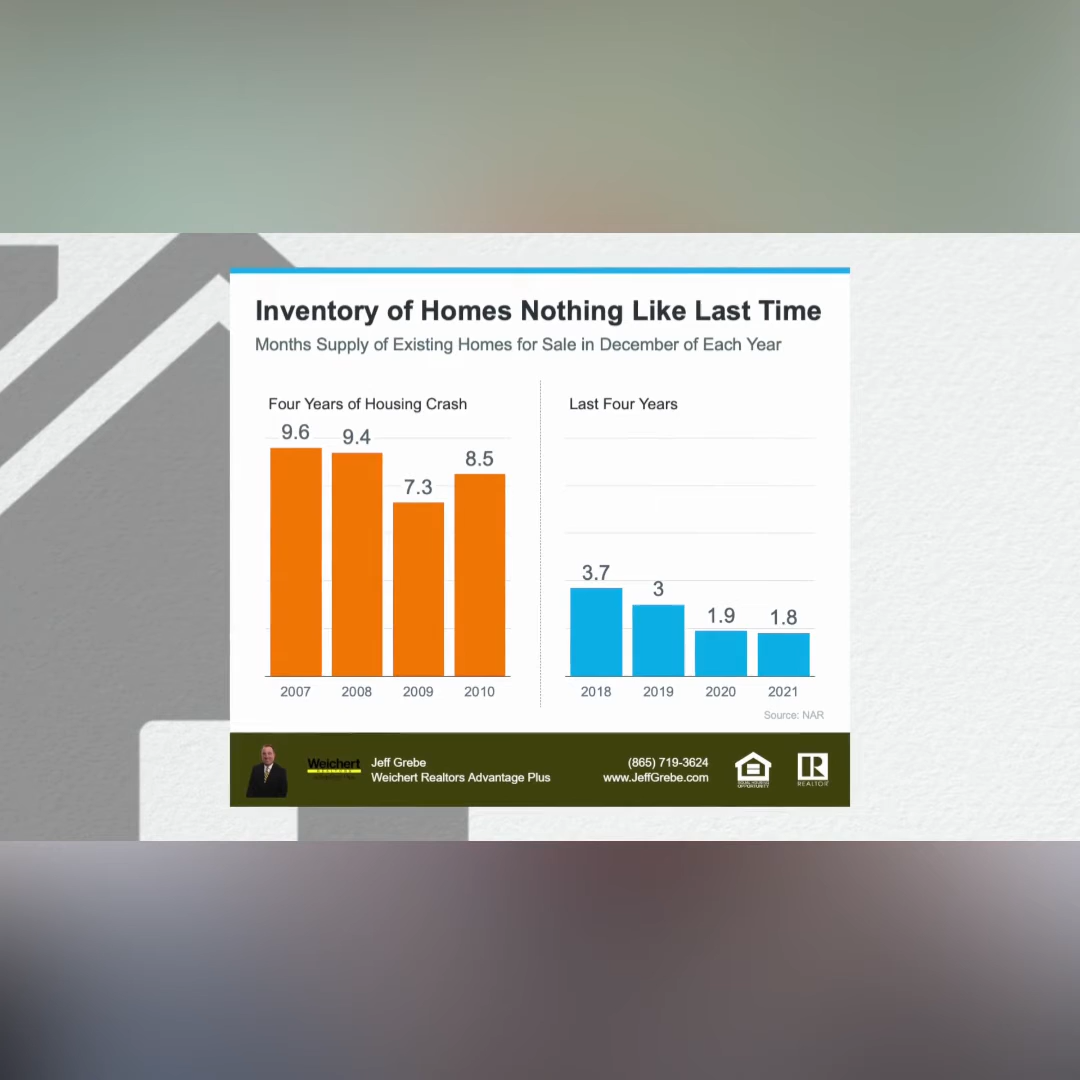 Inventory of Homes Nothing Like Last Time
Months Supply of Existing Homes for Sale in December of Each Year
Four Years of Housing Crash
9.6
9.4
7.3
8.5
2007
2008
2009
2010
Last Four Years
3.7
3
1.9
1.8
2018
2019
2020
2021
Source: NAR
Weichert
Jeff Grebe
Weichert Realtors Advantage Plus
(865) 719-3624
www.JeffGrebe.com
OPPORTUNITY
R
REALTOR